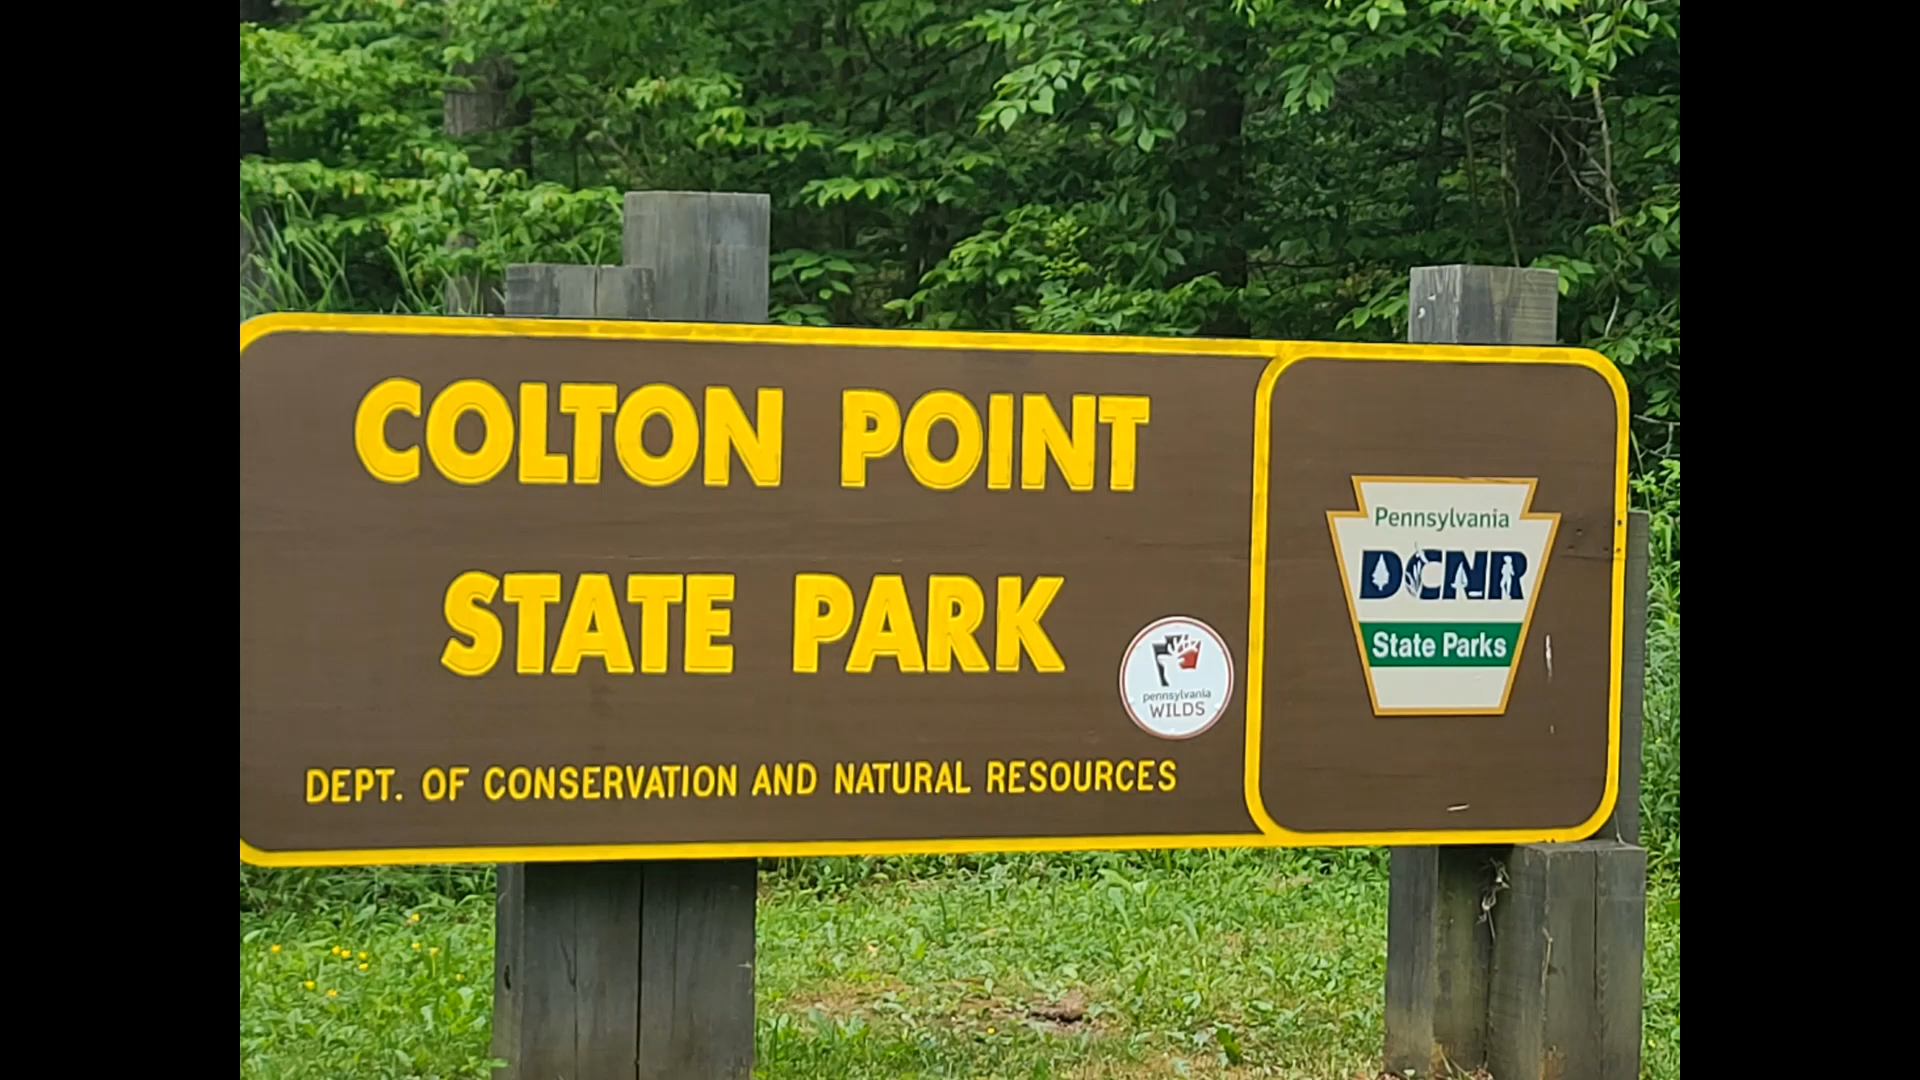 COLTON POINT
STATE PARK
pennsylvania
WILDS
DEPT. OF CONSERVATION AND NATURAL RESOURCES
Pennsylvania
DCNR
State Parks